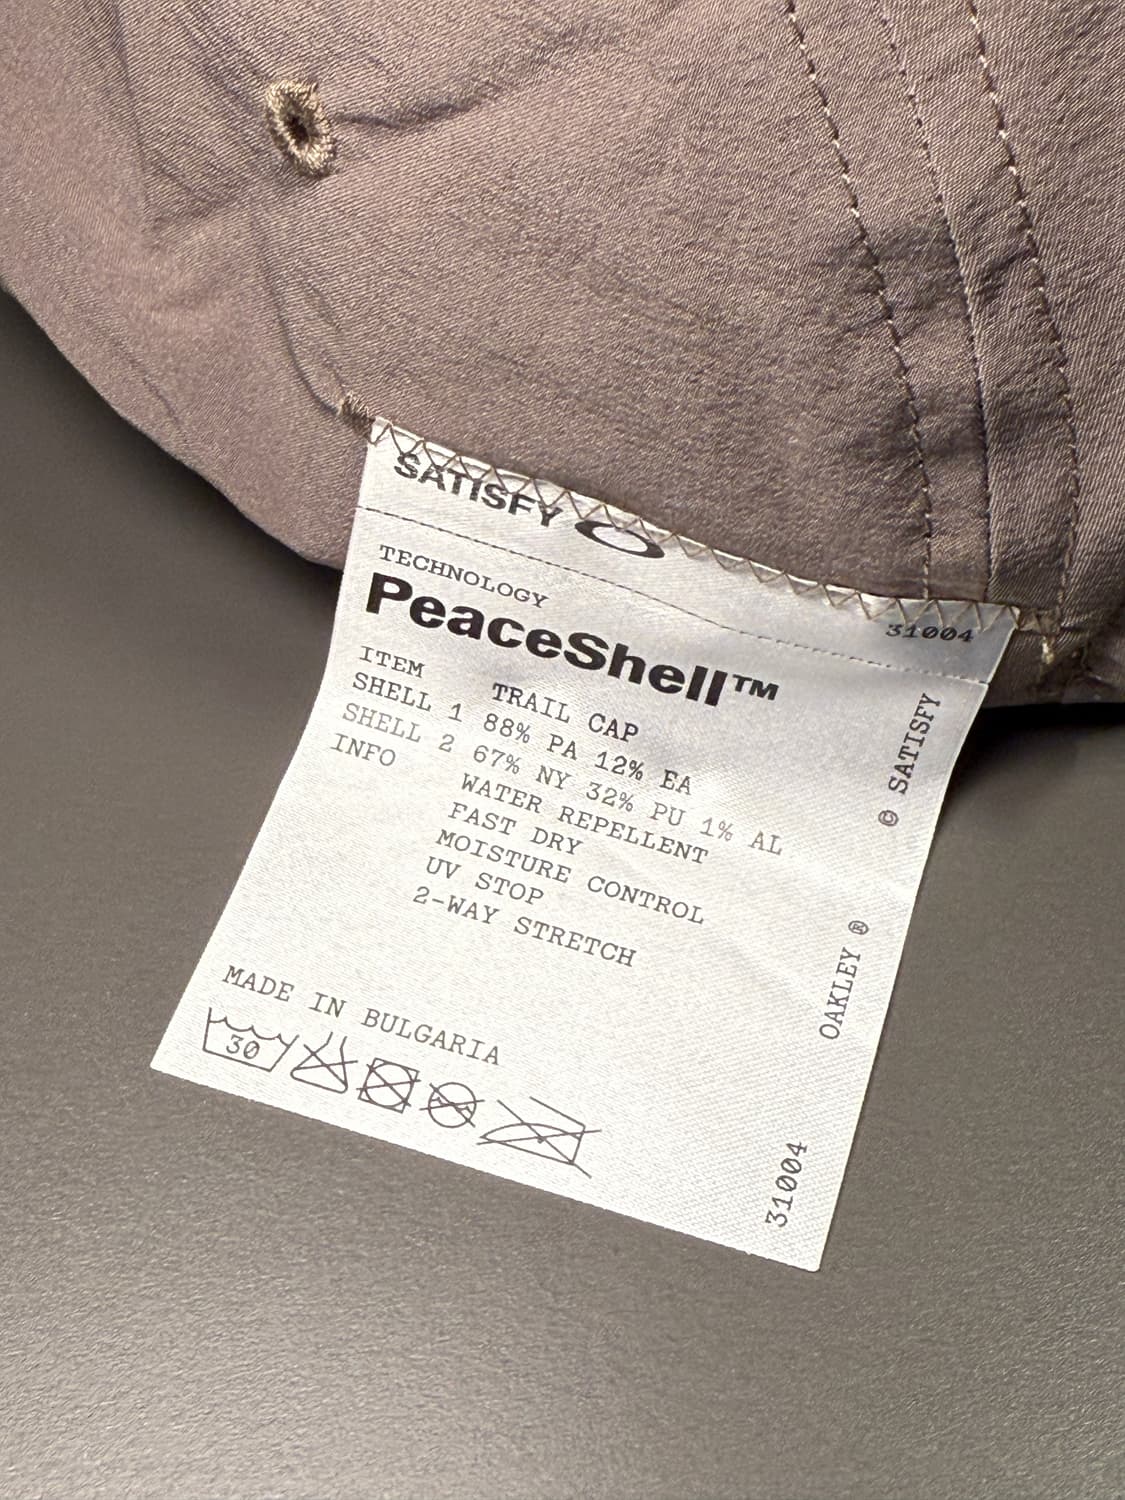 SATISFY
31004
TECHNOLOGY
PeaceShell™
ITEM TRAIL CAP
SHELL 1 88% PA 12% EA
SHELL 2 67% NY 32% PU 1% AL
INFO WATER REPELLENT
FAST DRY
MOISTURE CONTROL
UV STOP
2-WAY STRETCH
MADE IN BULGARIA
30
© SATISFY
OAKLEY ®
31004